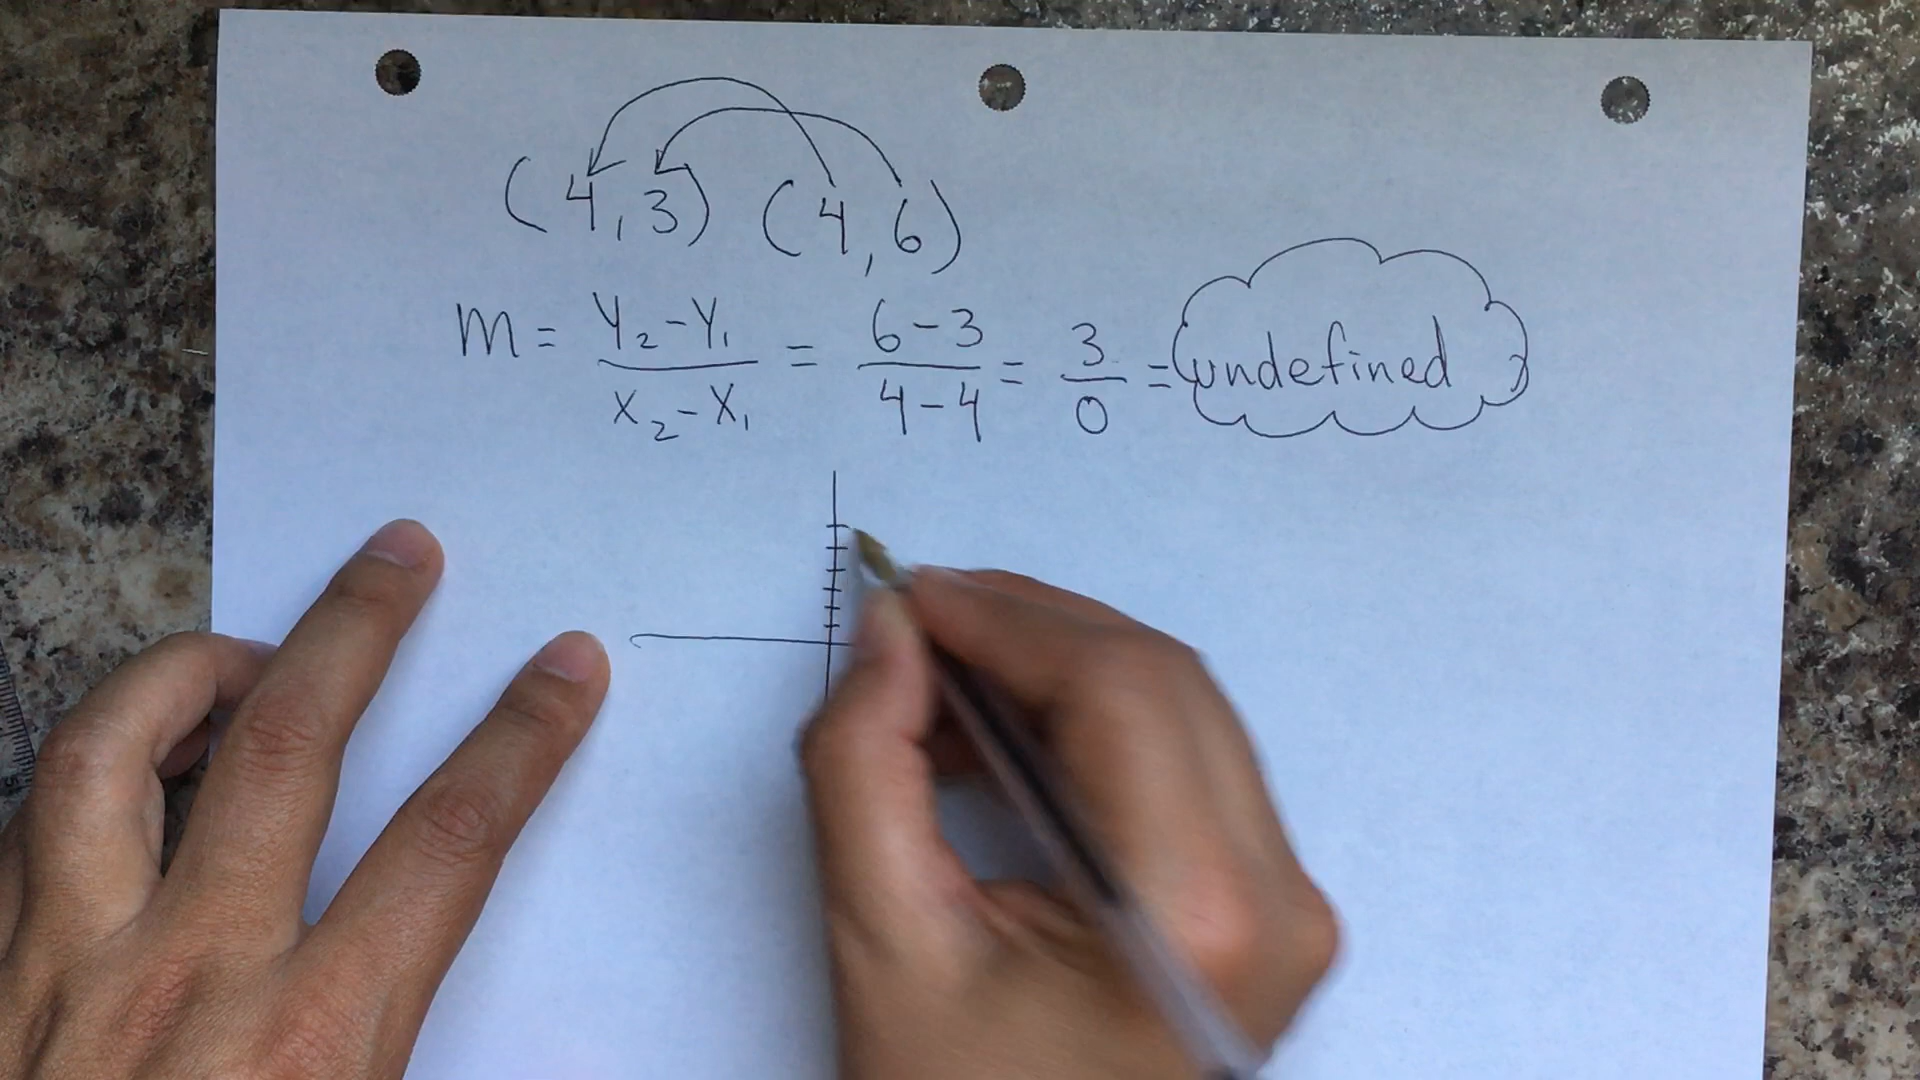 (4,3) (4,6)
m = Y₂-Y₁/X₂-X₁ = 6-3/4-4 = 3/0 = undefined